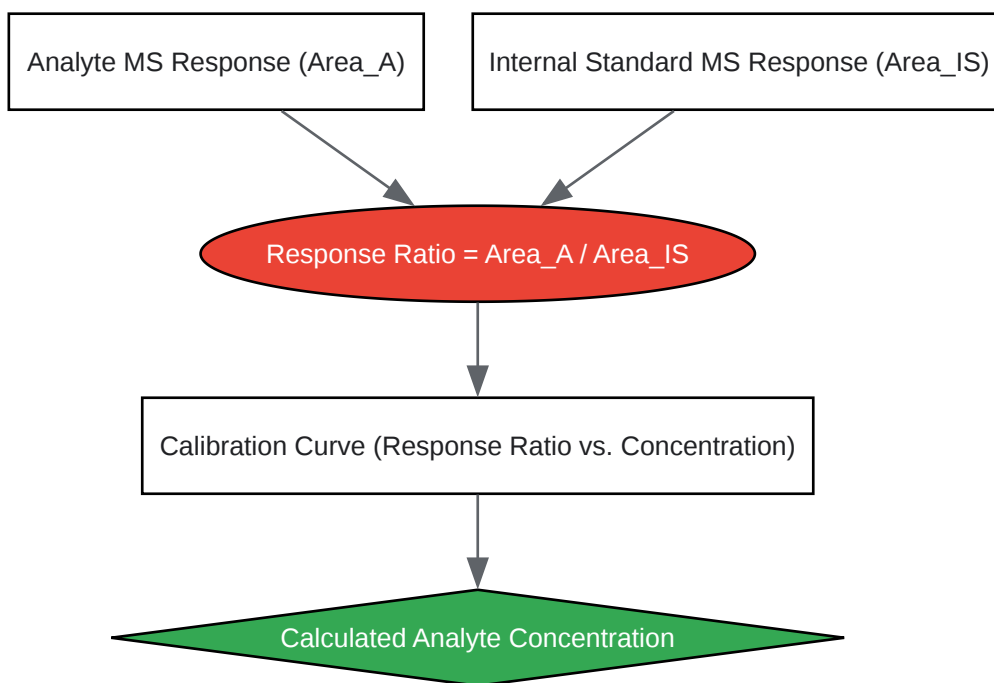 Analyte MS Response (Area_A)
Internal Standard MS Response (Area_IS)
Response Ratio = Area_A / Area_IS
Calibration Curve (Response Ratio vs. Concentration)
Calculated Analyte Concentration